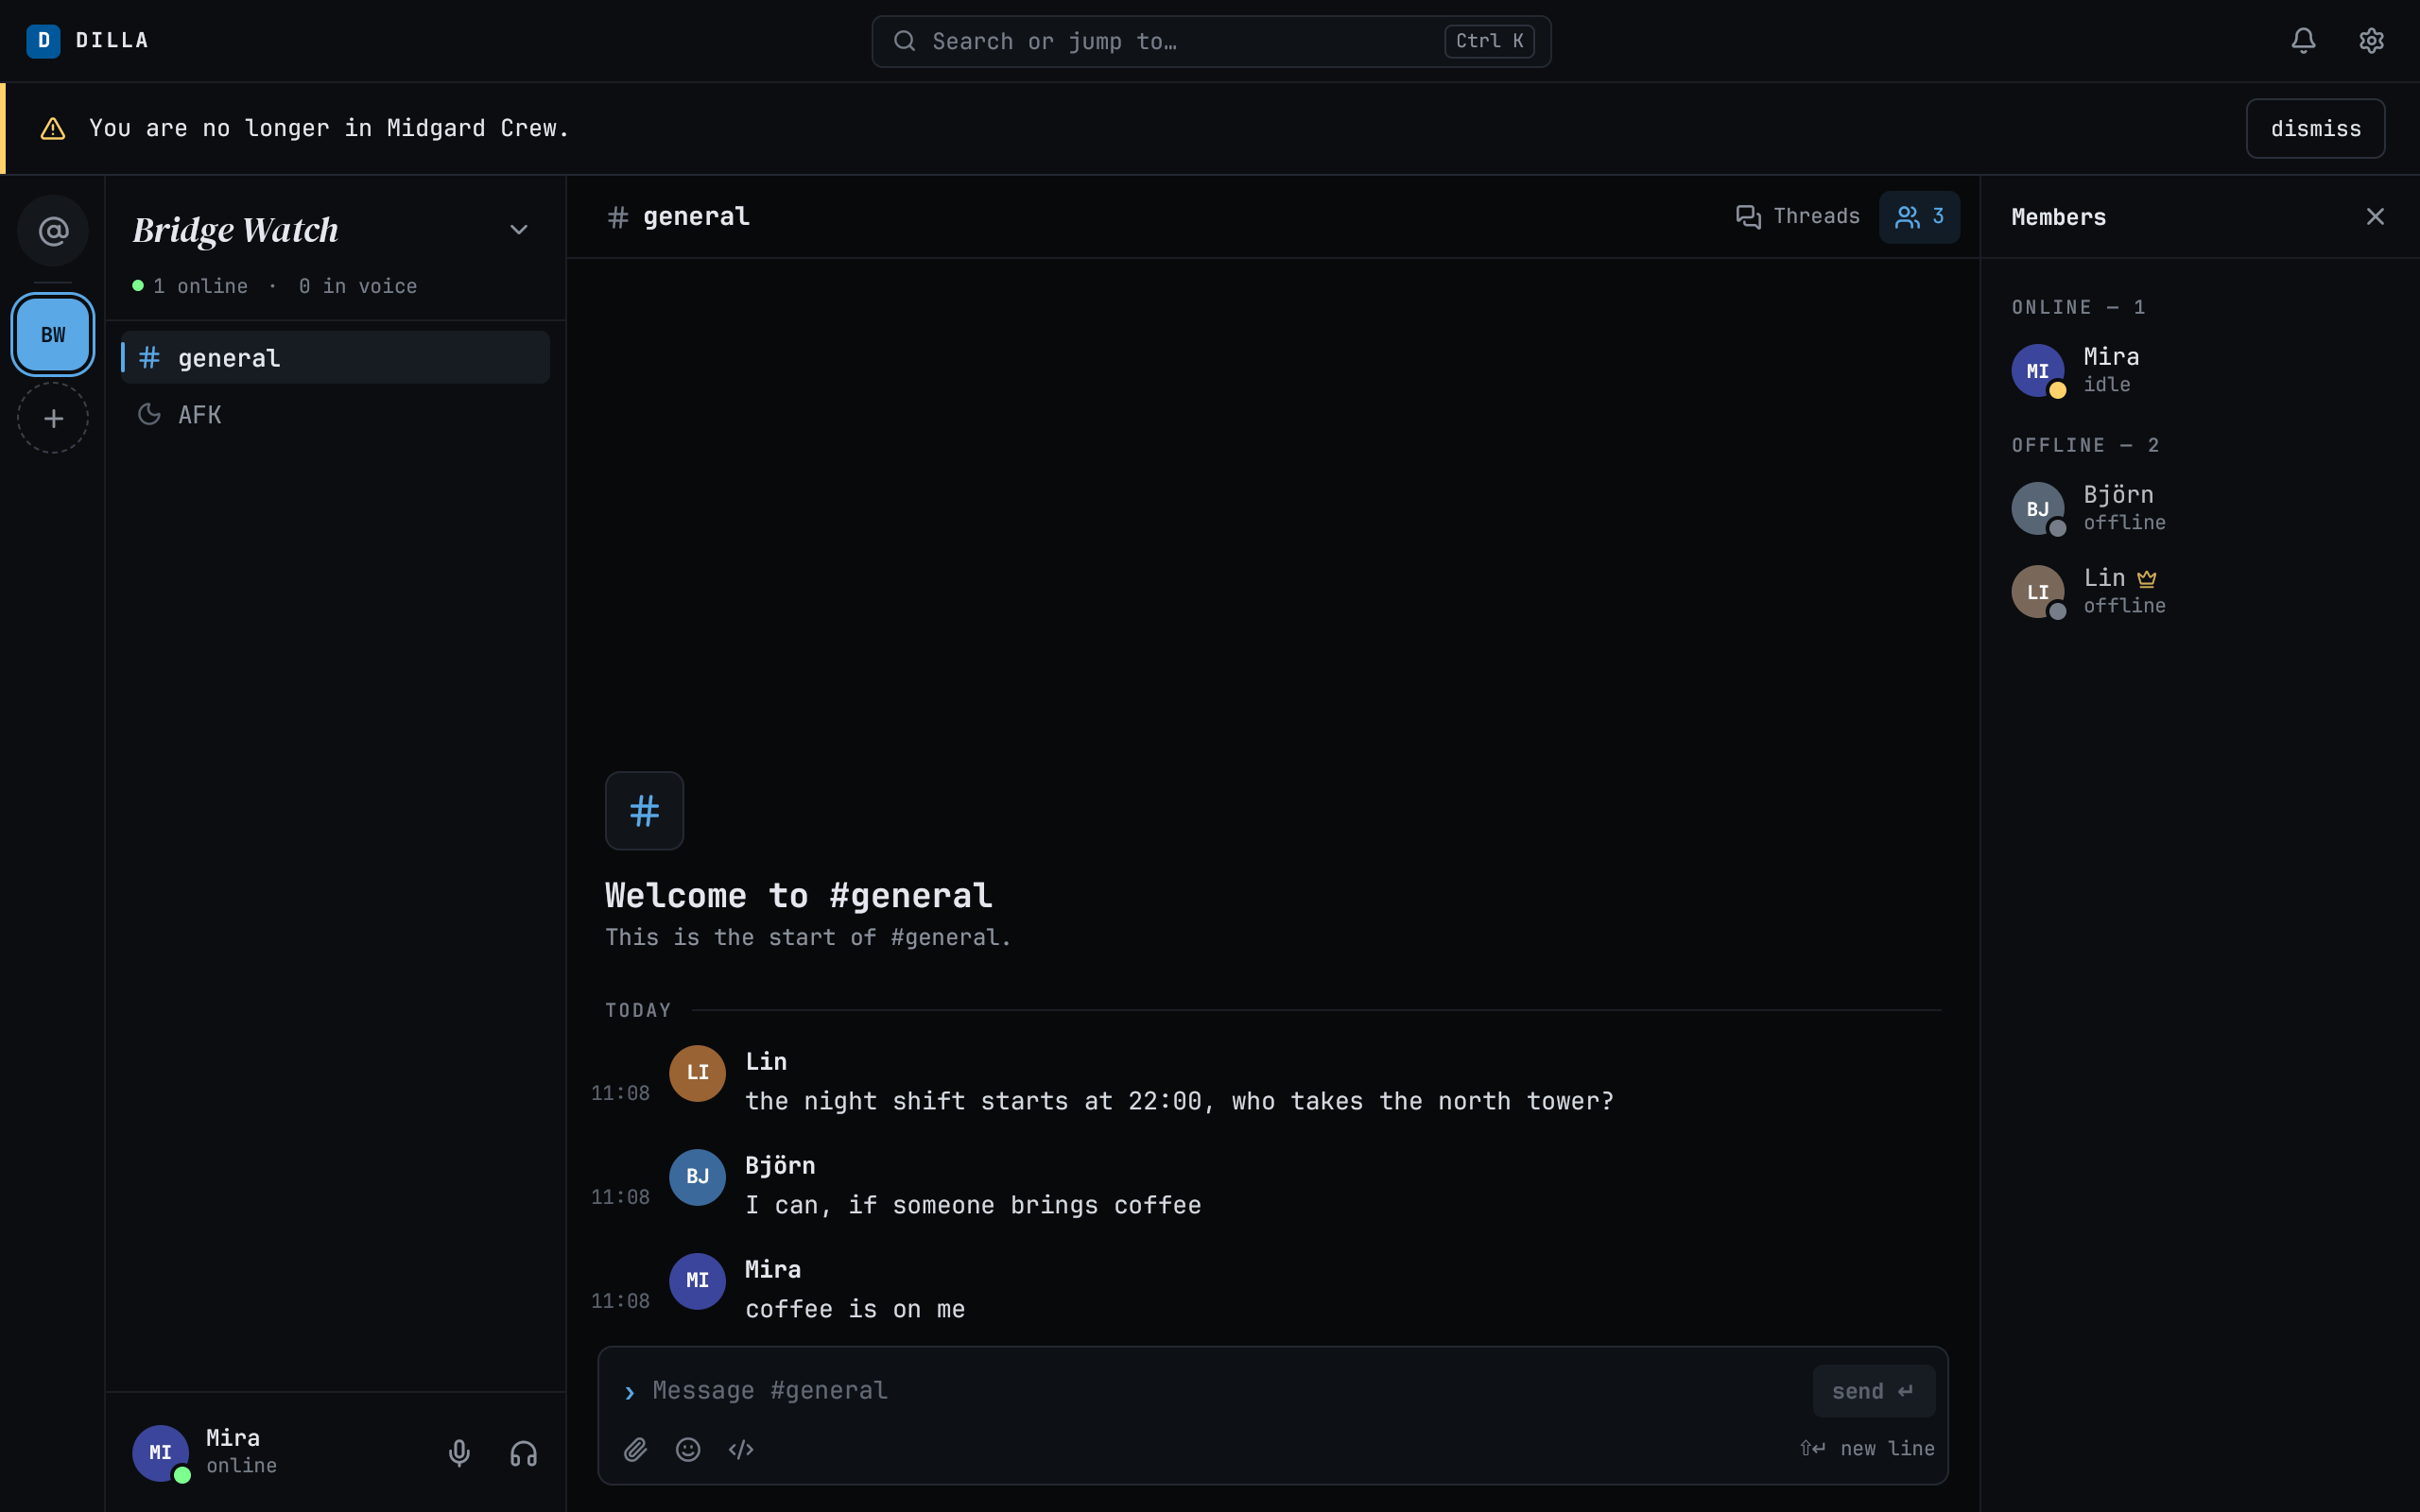 D DILLA
Search or jump to… Ctrl K
You are no longer in Midgard Crew.
dismiss
BW
Bridge Watch
1 online · 0 in voice
# general
AFK
Mira
MI
online
# general
Threads
3
#
Welcome to #general
This is the start of #general.
TODAY
LI Lin
11:08 the night shift starts at 22:00, who takes the north tower?
BJ Björn
11:08 I can, if someone brings coffee
MI Mira
11:08 coffee is on me
› Message #general
send ↵
⇧↵ new line
Members
ONLINE — 1
MI Mira
idle
OFFLINE — 2
BJ Björn
offline
LI Lin
offline